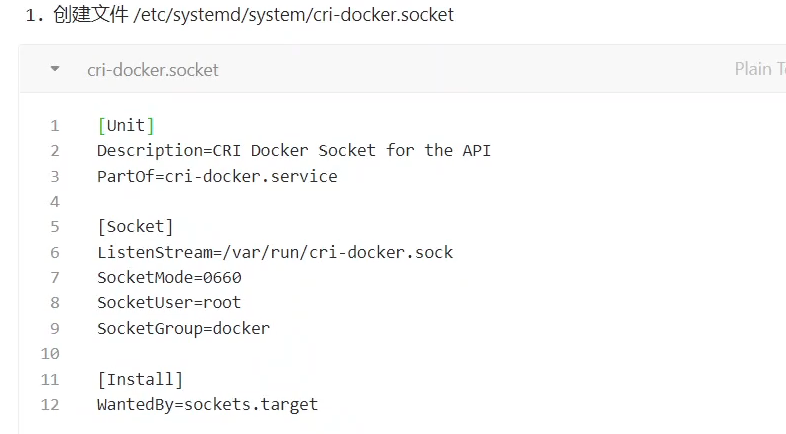 1. 创建文件 /etc/systemd/system/cri-docker.socket
cri-docker.socket Plain
1 [Unit]
2 Description=CRI Docker Socket for the API
3 PartOf=cri-docker.service
4
5 [Socket]
6 ListenStream=/var/run/cri-docker.sock
7 SocketMode=0660
8 SocketUser=root
9 SocketGroup=docker
10
11 [Install]
12 WantedBy=sockets.target